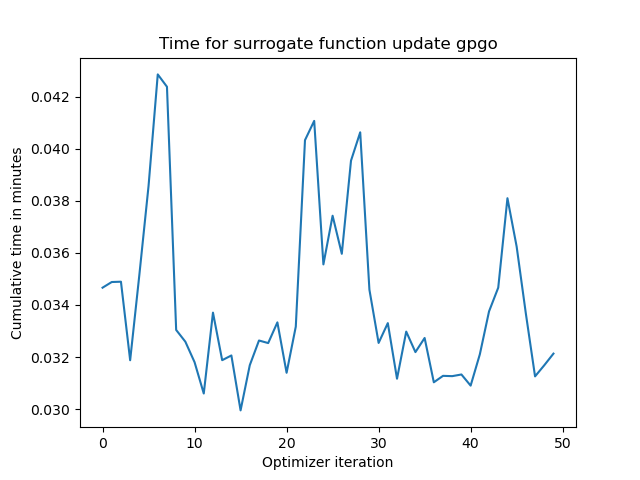 Time for surrogate function update gpgo
Cumulative time in minutes
0.042
0.040
0.038
0.036
0.034
0.032
0.030
0 10 20 30 40 50
Optimizer iteration